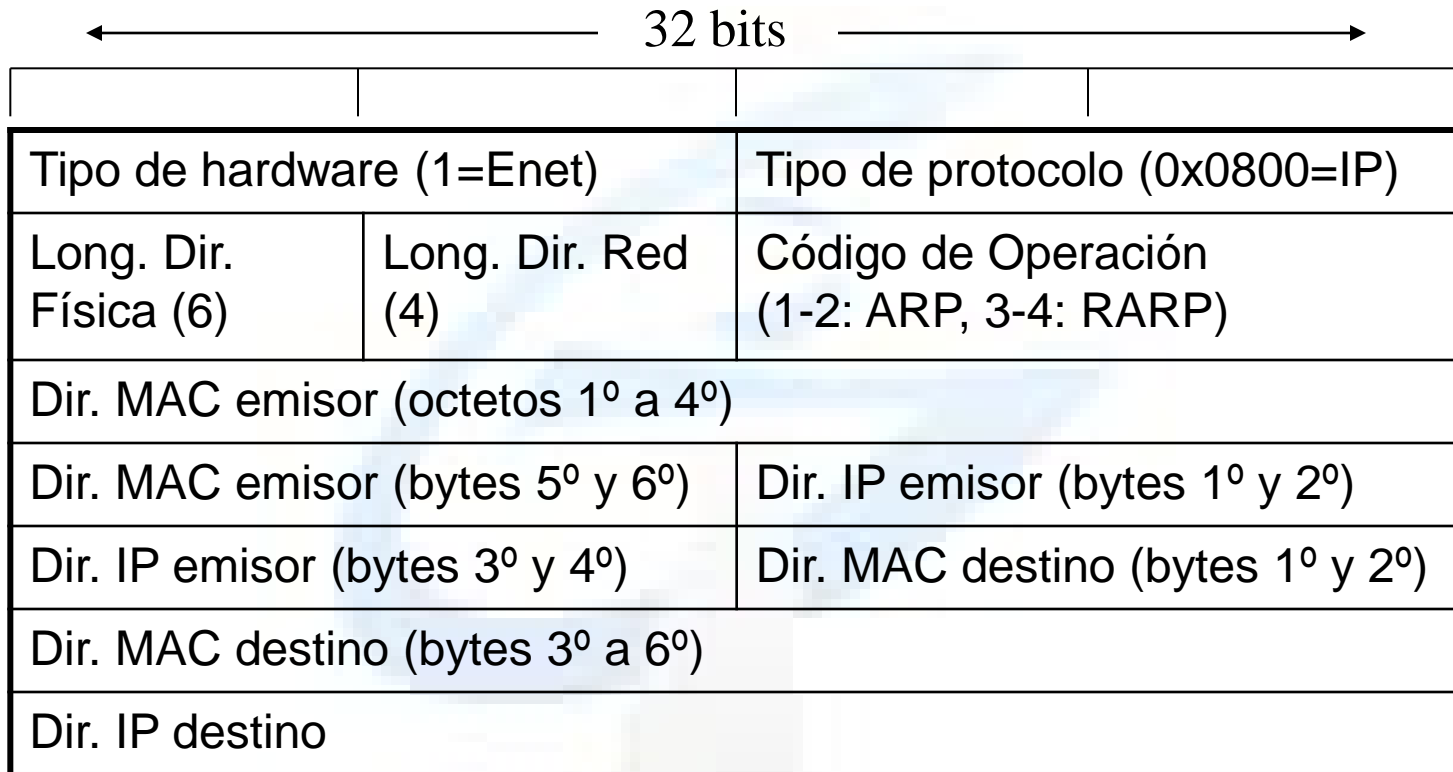 32 bits
Tipo de hardware (1=Enet)
Tipo de protocolo (0x0800=IP)
Long. Dir.
Física (6)
Long. Dir. Red
(4)
Código de Operación
(1-2: ARP, 3-4: RARP)
Dir. MAC emisor (octetos 1º a 4º)
Dir. MAC emisor (bytes 5º y 6º)
Dir. IP emisor (bytes 1º y 2º)
Dir. IP emisor (bytes 3º y 4º)
Dir. MAC destino (bytes 1º y 2º)
Dir. MAC destino (bytes 3º a 6º)
Dir. IP destino